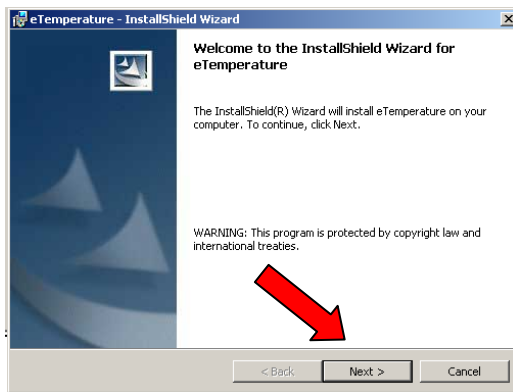 eTemperature - InstallShield Wizard
Welcome to the InstallShield Wizard for
eTemperature
The InstallShield(R) Wizard will install eTemperature on your
computer. To continue, click Next.
WARNING: This program is protected by copyright law and
international treaties.
< Back
Next >
Cancel